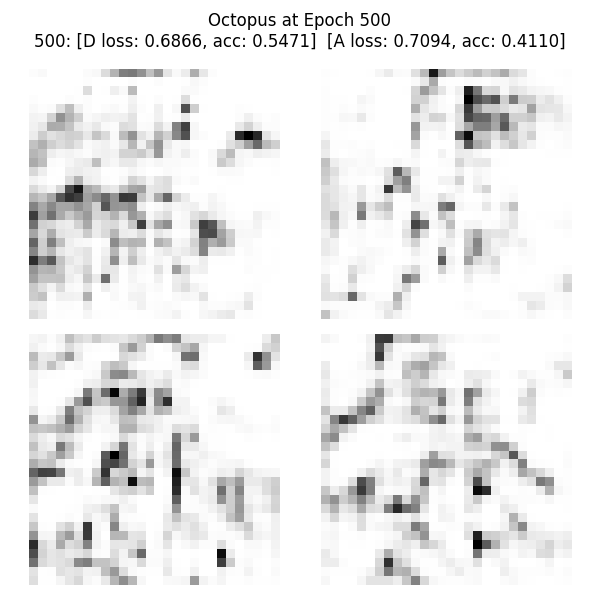 Octopus at Epoch 500
500: [D loss: 0.6866, acc: 0.5471]  [A loss: 0.7094, acc: 0.4110]